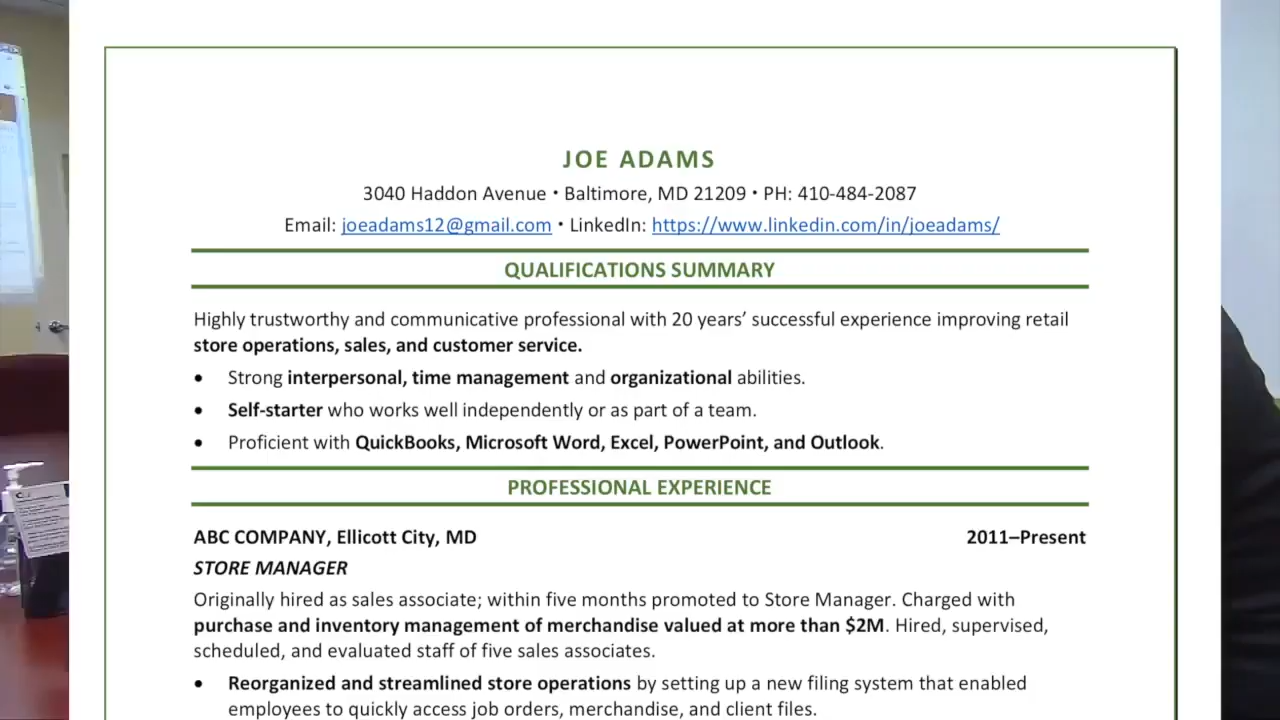 JOE ADAMS
3040 Haddon Avenue • Baltimore, MD 21209 • PH: 410-484-2087
Email: joeadams12@gmail.com • LinkedIn: https://www.linkedin.com/in/joeadams/
QUALIFICATIONS SUMMARY
Highly trustworthy and communicative professional with 20 years’ successful experience improving retail
store operations, sales, and customer service.
• Strong interpersonal, time management and organizational abilities.
• Self-starter who works well independently or as part of a team.
• Proficient with QuickBooks, Microsoft Word, Excel, PowerPoint, and Outlook.
PROFESSIONAL EXPERIENCE
ABC COMPANY, Ellicott City, MD 2011–Present
STORE MANAGER
Originally hired as sales associate; within five months promoted to Store Manager. Charged with
purchase and inventory management of merchandise valued at more than $2M. Hired, supervised,
scheduled, and evaluated staff of five sales associates.
• Reorganized and streamlined store operations by setting up a new filing system that enabled
employees to quickly access job orders, merchandise, and client files.